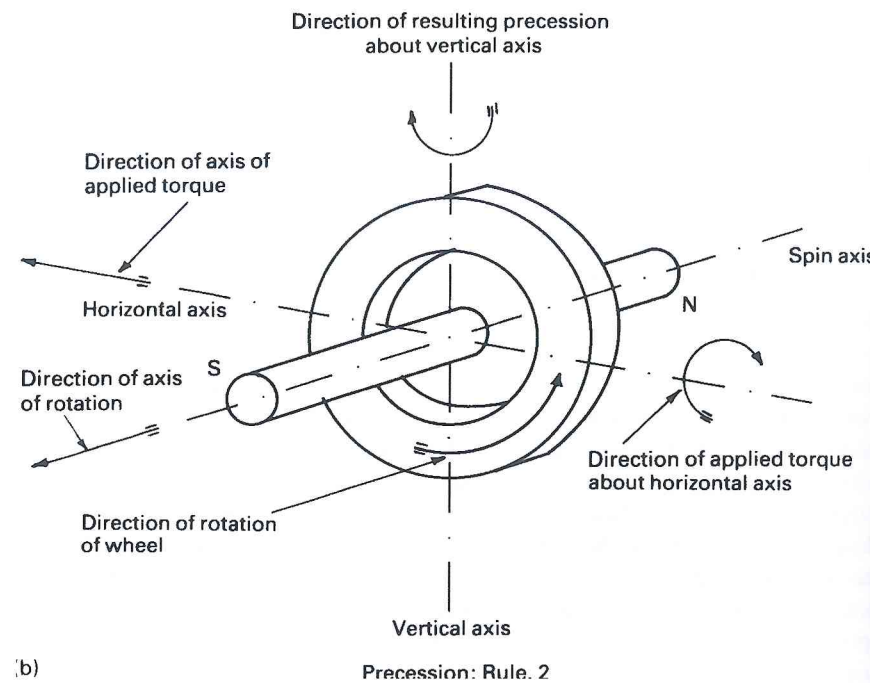 Direction of resulting precession
about vertical axis
Direction of axis of
applied torque
Spin axis
Horizontal axis
N
S
Direction of axis
of rotation
Direction of applied torque
about horizontal axis
Direction of rotation
of wheel
Vertical axis
(b)
Precession: Rule. 2